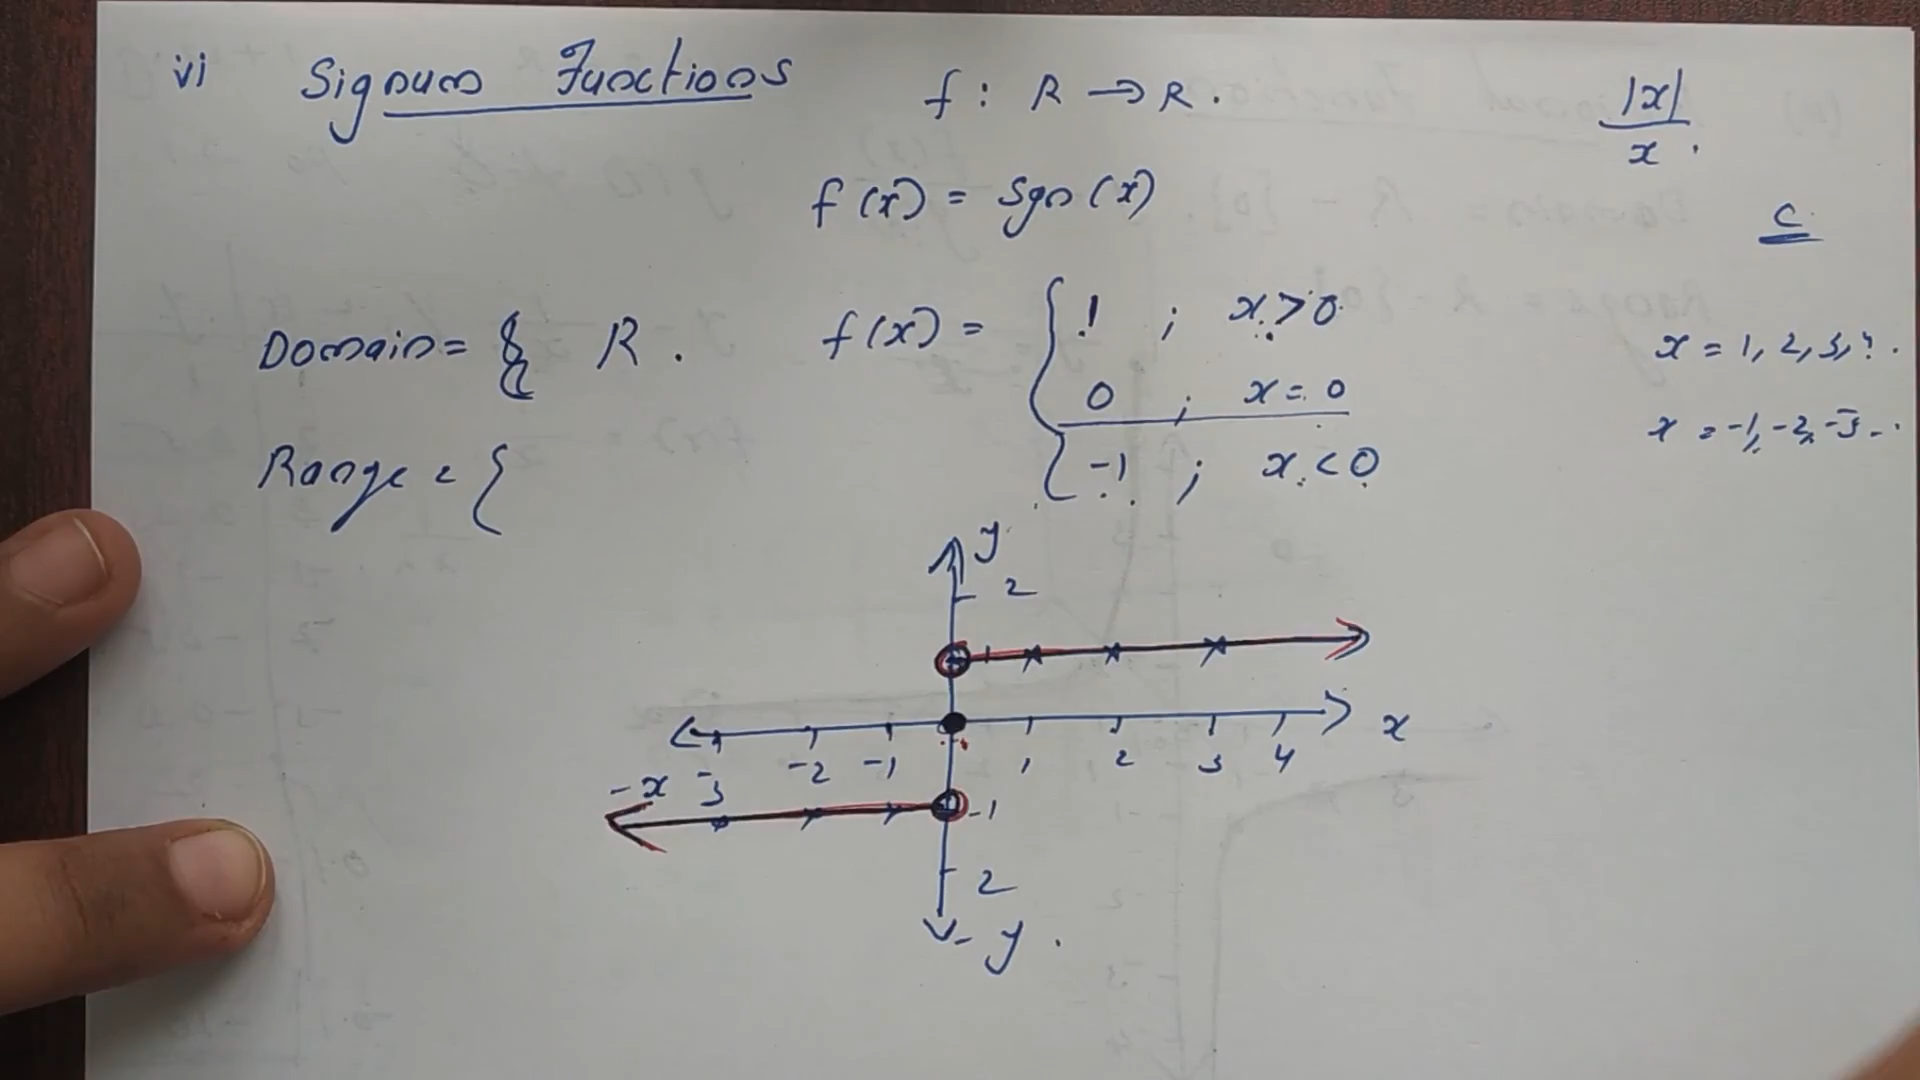 vi Signum Functions f : R → R .
|x|
x .
f(x) = Sgn(x)
C
Domain = R .
f(x) = { 1 ; x > 0
0 ; x = 0
-1 ; x < 0
x = 1, 2, 3,
x = -1, -2, -3 ..
Range = {
y
2
1
x
-3 -2 -1 1 2 3 4
-x
-1
2
-y .